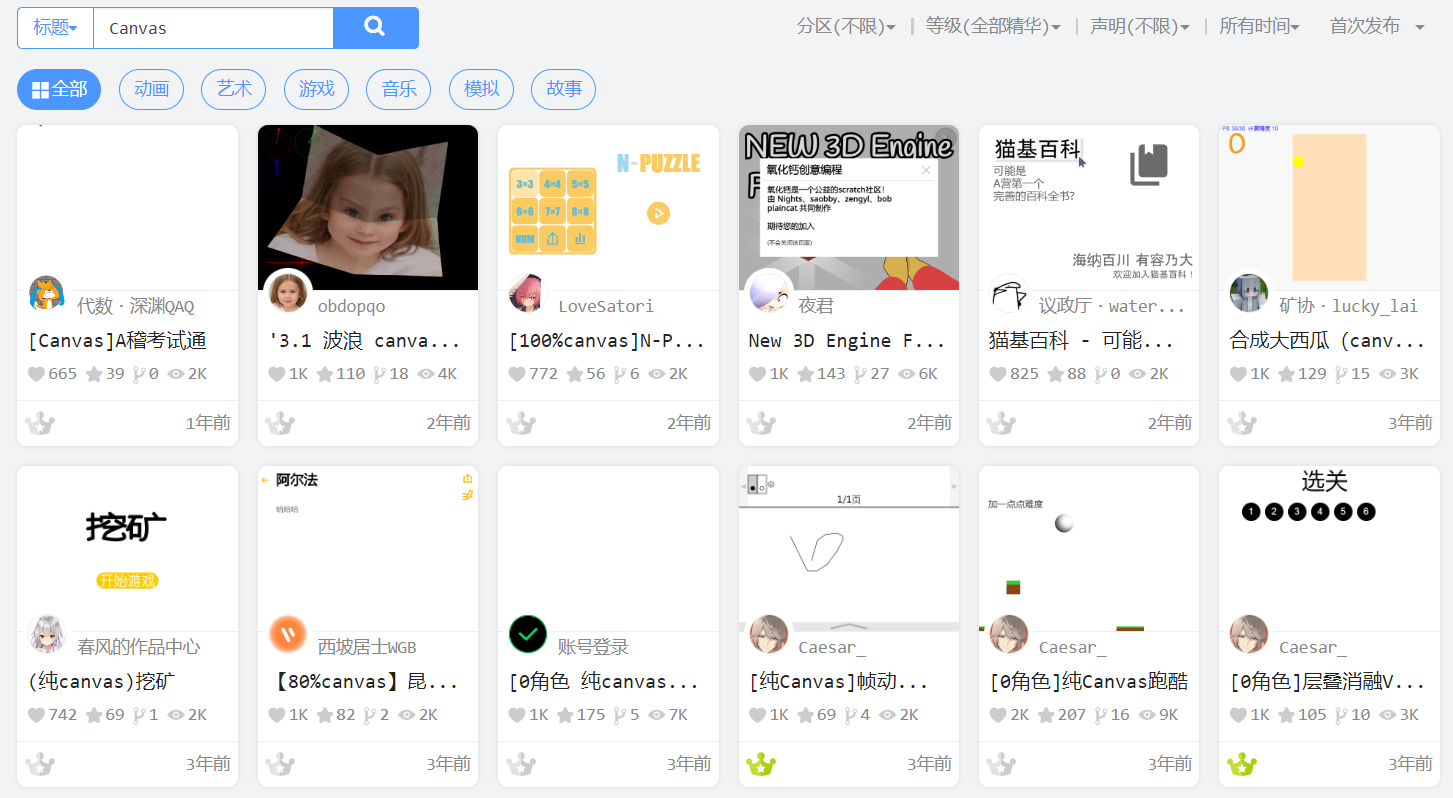 标题 Canvas
分区(不限) | 等级(全部精华) | 声明(不限) | 所有时间 首次发布
全部 动画 艺术 游戏 音乐 模拟 故事
代数·深渊QAQ
[Canvas]A稽考试通
665 39 0 2K
1年前
obdopqo
'3.1 波浪 canva...
1K 110 18 4K
2年前
N-PUZZLE
3×3 4×4 5×5
6×6 7×7 8×8
NUM
LoveSatori
[100%canvas]N-P...
772 56 6 2K
2年前
NEW 3D Engine
氧化钙创意编程
氧化钙是一个公益的scratch社区!
由 Nights、saobby、zengyl、bob
plaincat 共同制作
期待您的加入
(不会关闭该页面)
夜君
New 3D Engine F...
1K 143 27 6K
2年前
猫基百科
可能是
A营第一个
完善的百科全书?
海纳百川 有容乃大
欢迎加入猫基百科!
议政厅·water...
猫基百科 - 可能...
825 88 0 2K
2年前
FPS 30/30 计算精度 10
0
矿协·lucky_lai
合成大西瓜(canv...
1K 129 15 3K
3年前
挖矿
开始游戏
春风的作品中心
(纯canvas)挖矿
742 69 1 2K
3年前
阿尔法
哈哈哈
西坡居士WGB
【80%canvas】昆...
1K 82 2 2K
3年前
账号登录
[0角色 纯canvas...
1K 175 5 7K
3年前
1/1页
Caesar_
[纯Canvas]帧动...
1K 69 4 2K
3年前
加一点点难度
Caesar_
[0角色]纯Canvas跑酷
2K 207 16 9K
3年前
选关
1 2 3 4 5 6
Caesar_
[0角色]层叠消融V...
1K 105 10 3K
3年前